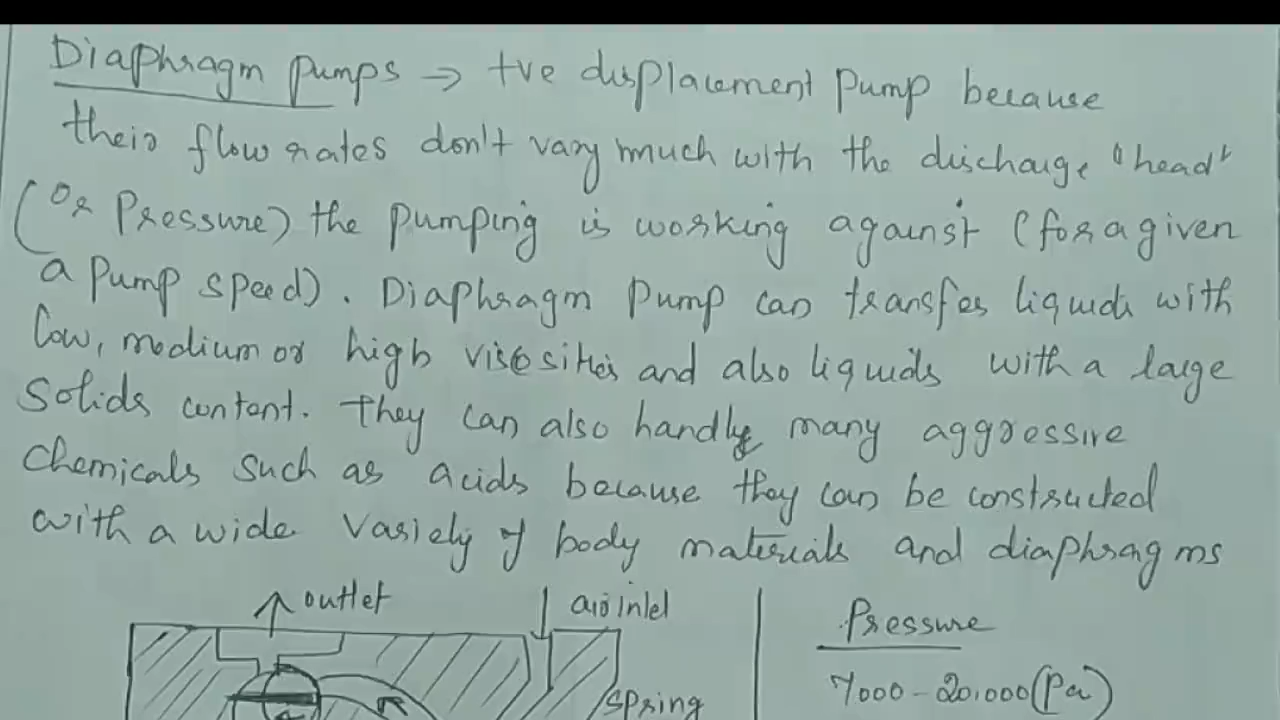 Diaphragm pumps → +ve displacement pump because
their flow rates don't vary much with the discharge "head"
(or Pressure) the pumping is working against (for a given
a pump speed). Diaphragm pump can transfer liquids with
low, medium or high viscosities and also liquids with a large
solids content. They can also handly many aggressive
chemicals such as acids because they can be constructed
with a wide variety of body materials and diaphragms
outlet
air inlet
spring
Pressure
7000 - 20,000 (Pa)